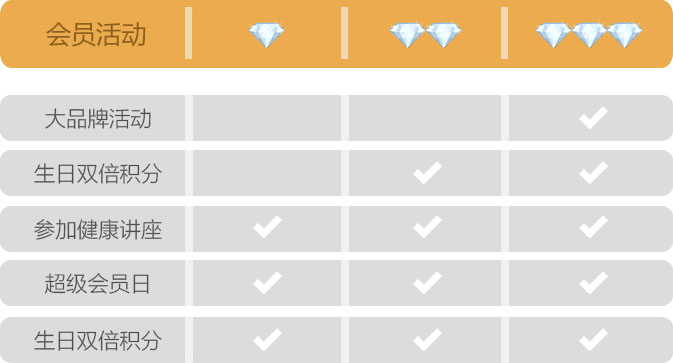 会员活动
大品牌活动
生日双倍积分
参加健康讲座
超级会员日
生日双倍积分